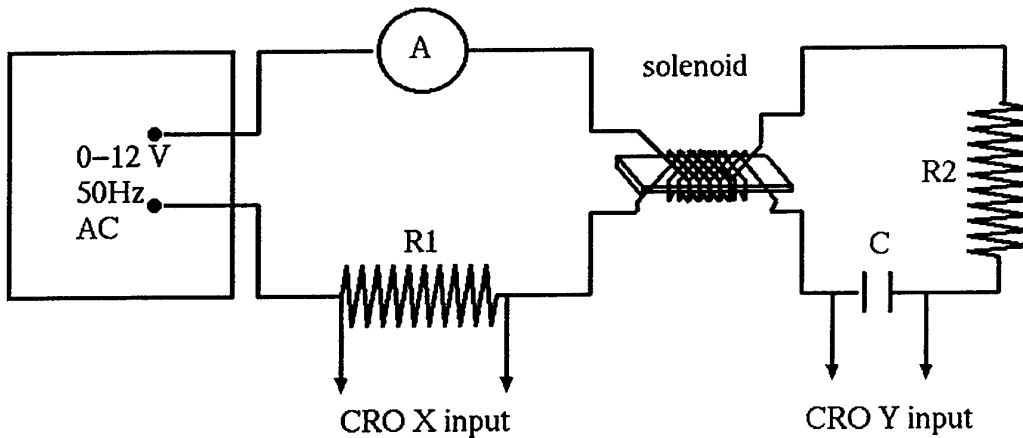 A
solenoid
0–12 V
50Hz
AC
R1
R2
C
CRO X input
CRO Y input